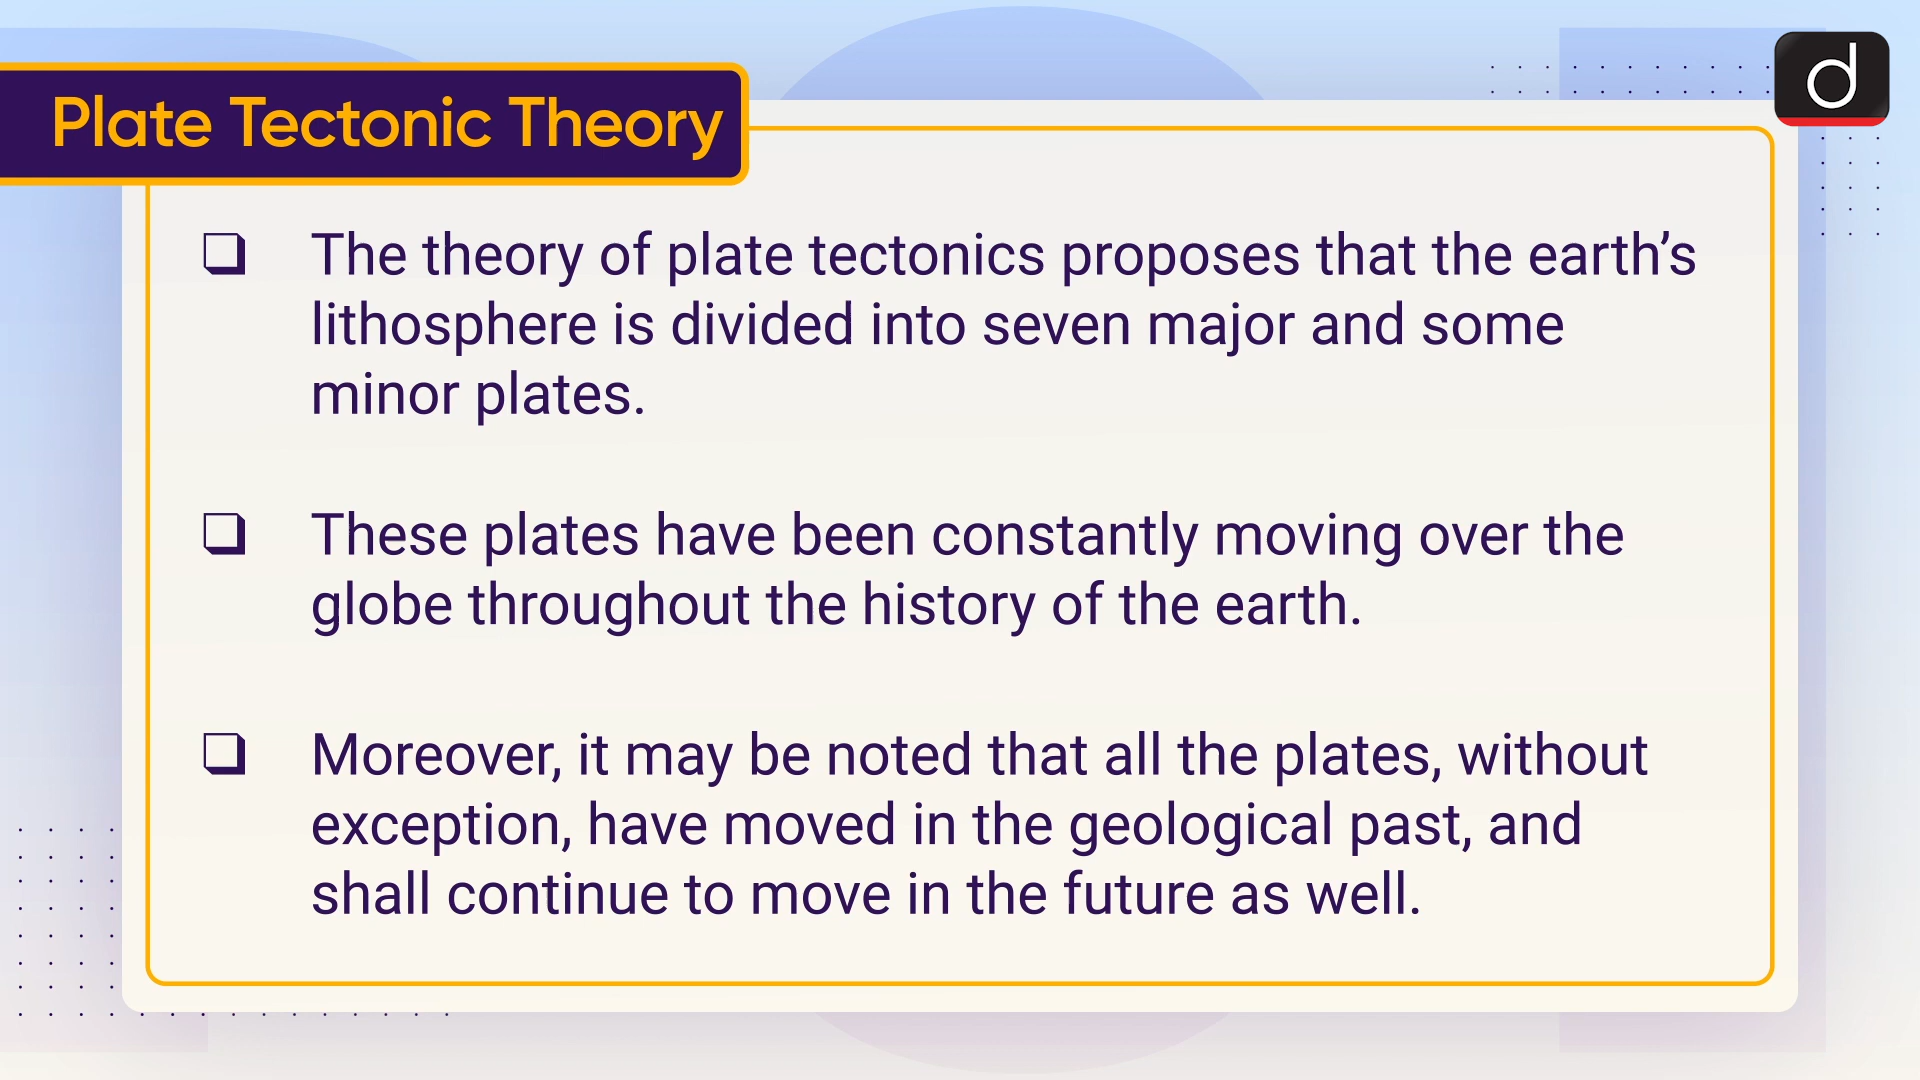 Plate Tectonic Theory
d
❑ The theory of plate tectonics proposes that the earth’s
lithosphere is divided into seven major and some
minor plates.
❑ These plates have been constantly moving over the
globe throughout the history of the earth.
❑ Moreover, it may be noted that all the plates, without
exception, have moved in the geological past, and
shall continue to move in the future as well.